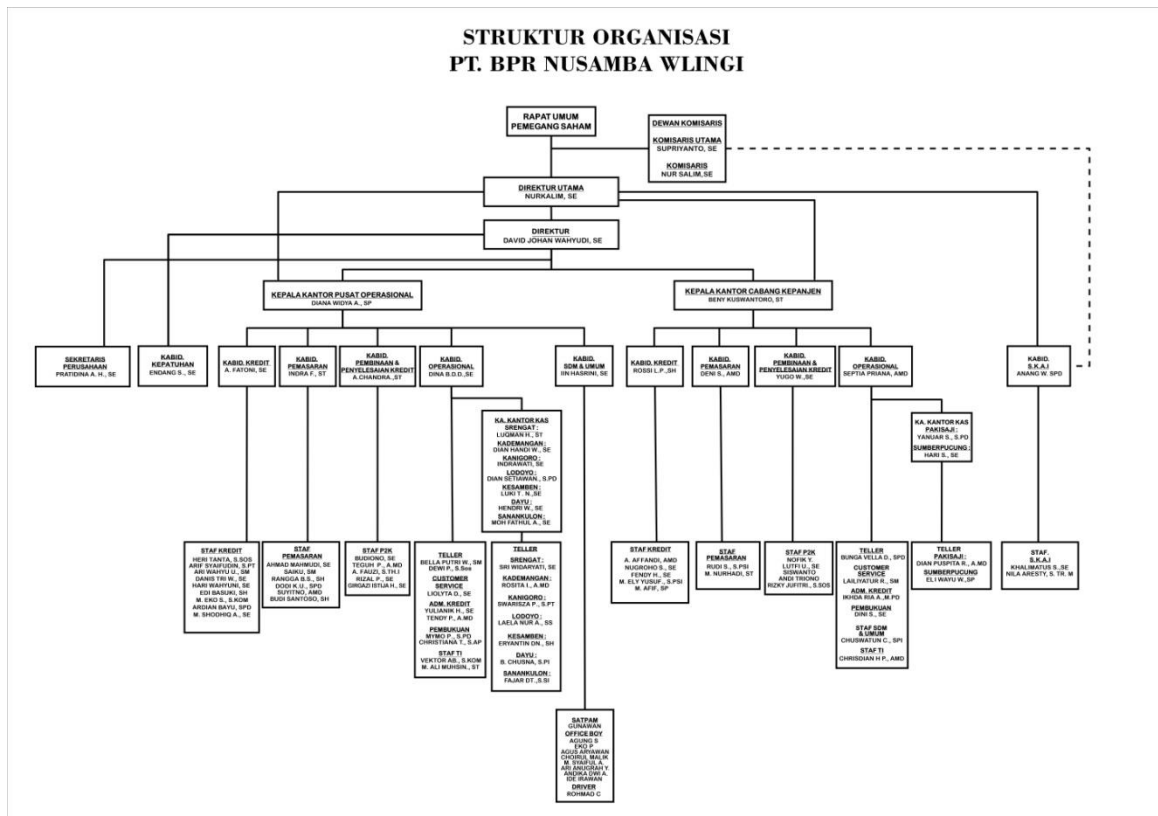 STRUKTUR ORGANISASI
PT. BPR NUSAMBA WLINGI
RAPAT UMUM
PEMEGANG SAHAM
DEWAN KOMISARIS
KOMISARIS UTAMA
SUPRIYANTO, SE
KOMISARIS
NUR SALIM,SE
DIREKTUR UTAMA
NURKALIM, SE
DIREKTUR
DAVID JOHAN WAHYUDI, SE
KEPALA KANTOR PUSAT OPERASIONAL
DIANA WIDYA A., SP
KEPALA KANTOR CABANG KEPANJEN
BENY KUSWANTORO, ST
SEKRETARIS
PERUSAHAAN
PRATIDINA A. H., SE
KABID.
KEPATUHAN
ENDANG S., SE
KABID. KREDIT
A. FATONI, SE
KABID.
PEMASARAN
INDRA F., ST
KABID.
PEMBINAAN &
PENYELESAIAN KREDIT
A.CHANDRA.,ST
KABID.
OPERASIONAL
DINA B.D.D.,SE
KABID.
SDM & UMUM
IIN HASRINI, SE
KABID. KREDIT
ROSSI L.P.,SH
KABID.
PEMASARAN
DENI S., AMD
KABID.
PEMBINAAN &
PENYELESAIAN KREDIT
YUGO W.,SE
KABID.
OPERASIONAL
SEPTIA PRIANA, AMD
KABID.
S.K.A.I
ANANG W. SPD
KA. KANTOR KAS
SRENGAT :
LUQMAN H., ST
KADEMANGAN :
DIAN HANDI W., SE
KANIGORO :
INDRAWATI, SE
LODOYO :
DIAN SETIAWAN., S.PD
KESAMBEN :
LUKI T. N.,SE
DAYU :
HENDRI W., SE
SANANKULON :
MOH FATHUL A., SE
KA. KANTOR KAS
PAKISAJI :
YANUAR S., S.PD
SUMBERPUCUNG :
HARI S., SE
STAF KREDIT
HERI TANTA, S.SOS
ARIF SYAIFUDIN, S.PT
ARI WAHYU U., SM
DANIS TRI W., SE
HARI WAHYUNI, SE
EDI BASUKI, SH
M. EKO S., S.KOM
ARDIAN BAYU, SPD
M. SHODHIQ A., SE
STAF
PEMASARAN
AHMAD MAHMUDI, SE
SAIKU, SM
RANGGA B.S., SH
DODI K.U., SPD
SUYITNO, AMD
BUDI SANTOSO, SH
STAF P2K
BUDIONO, SE
TEGUH P., A.MD
A. FAUZI, S.TH.I
RIZAL P., SE
GIRGAZI ISTIJA H., SE
TELLER
BELLA PUTRI W., SM
DEWI P., S.Sos
CUSTOMER
SERVICE
LIOLYTA D., SE
ADM. KREDIT
YULIANIK H., SE
TENDY P., A.MD
PEMBUKUAN
MYMO P., S.PD
CHRISTIANA T., S.AP
STAF TI
VEKTOR AB., S.KOM
M. ALI MUHSIN., ST
TELLER
SRENGAT :
SRI WIDARYATI., SE
KADEMANGAN :
ROSITA I., A.MD
KANIGORO :
SWARISZA P., S.PT
LODOYO :
LAELA NUR A., SS
KESAMBEN :
ERYANTIN DN., SH
DAYU :
B. CHUSNA, S.PI
SANANKULON :
FAJAR DT.,S.SI
STAF KREDIT
A. AFFANDI, AMD
NUGROHO S., SE
FENDY H., SE
M. ELY YUSUF., S.PSI
M. AFIF, SP
STAF
PEMASARAN
RUDI S., S.PSI
M. NURHADI, ST
STAF P2K
NOFIK Y.
LUTFI U., SE
SISWANTO
ANDI TRIONO
RIZKY JUFITRI., S.SOS
TELLER
BUNGA VELLA D., SPD
CUSTOMER
SERVICE
LAILIYATUR R., SM
ADM. KREDIT
IKHDA RIA A.,M.PD
PEMBUKUAN
DINI S., SE
STAF SDM
& UMUM
CHUSWATUN C., SPI
STAF TI
CHRISDIAN H P., AMD
TELLER
PAKISAJI :
DIAN PUSPITA R., A.MD
SUMBERPUCUNG
ELI WAYU W., SP
STAF.
S.K.A.I
KHALIMATUS S.,SE
NILA ARESTY, S. TR. M
SATPAM
GUNAWAN
OFFICE BOY
AGUNG S
EKO P
AGUS ARYAWAN
CHOIRUL MALIK
M. SYAIFUL A.
ARI ANUGRAH Y.
ANDIKA DWI A.
IDE IRAWAN
DRIVER
ROHMAD C